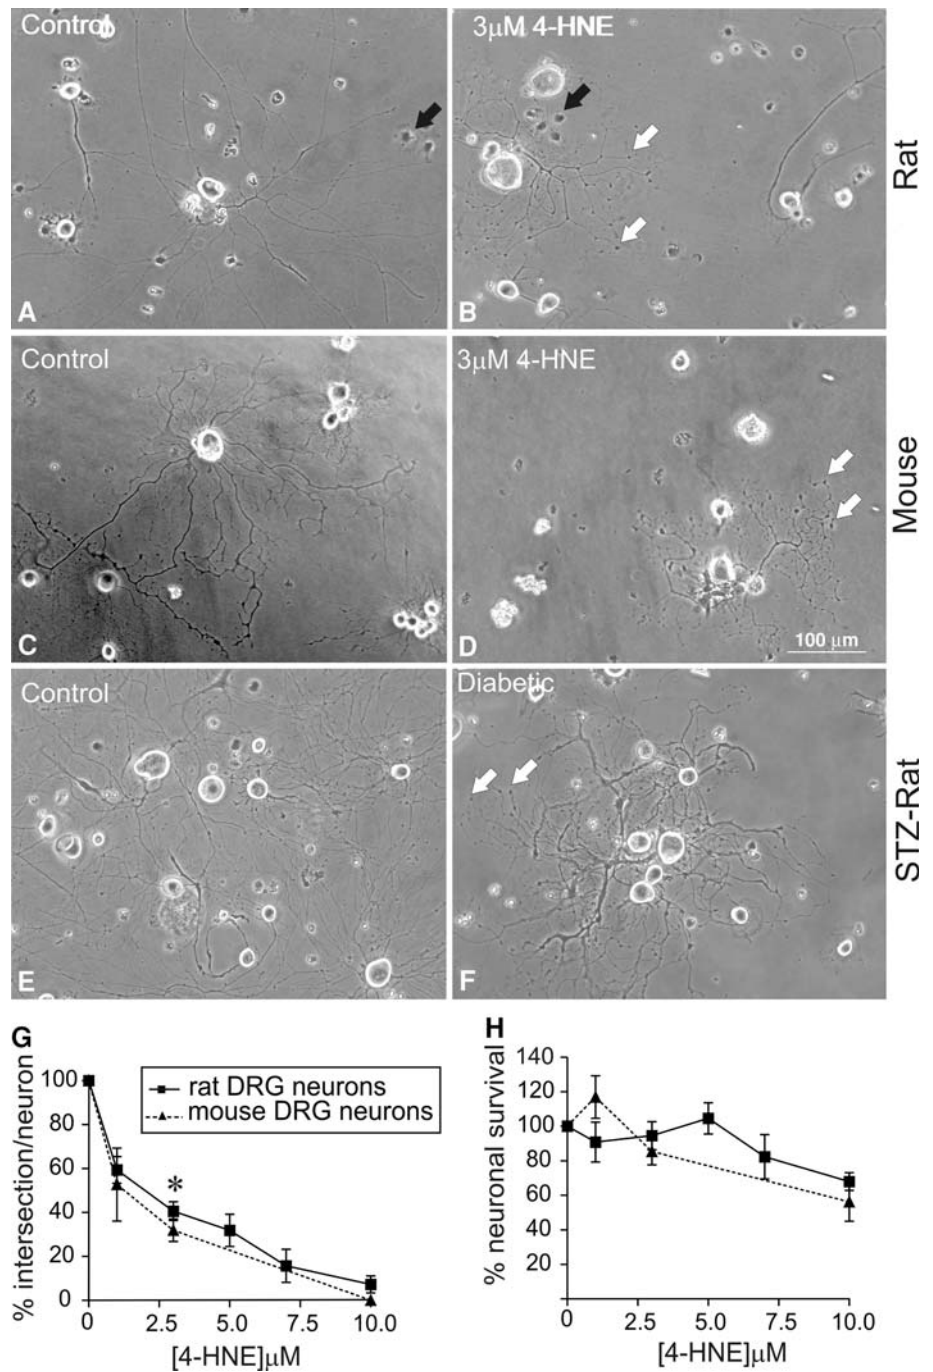 Control
3μM 4-HNE
Rat
A
B
Control
3μM 4-HNE
Mouse
C
D
100 μm
Control
Diabetic
STZ-Rat
E
F
G
H
% intersection/neuron
100
80
60
40
20
0
rat DRG neurons
mouse DRG neurons
*
0
2.5
5.0
7.5
10.0
[4-HNE]μM
% neuronal survival
140
120
100
80
60
40
20
0
2.5
5.0
7.5
10.0
[4-HNE]μM